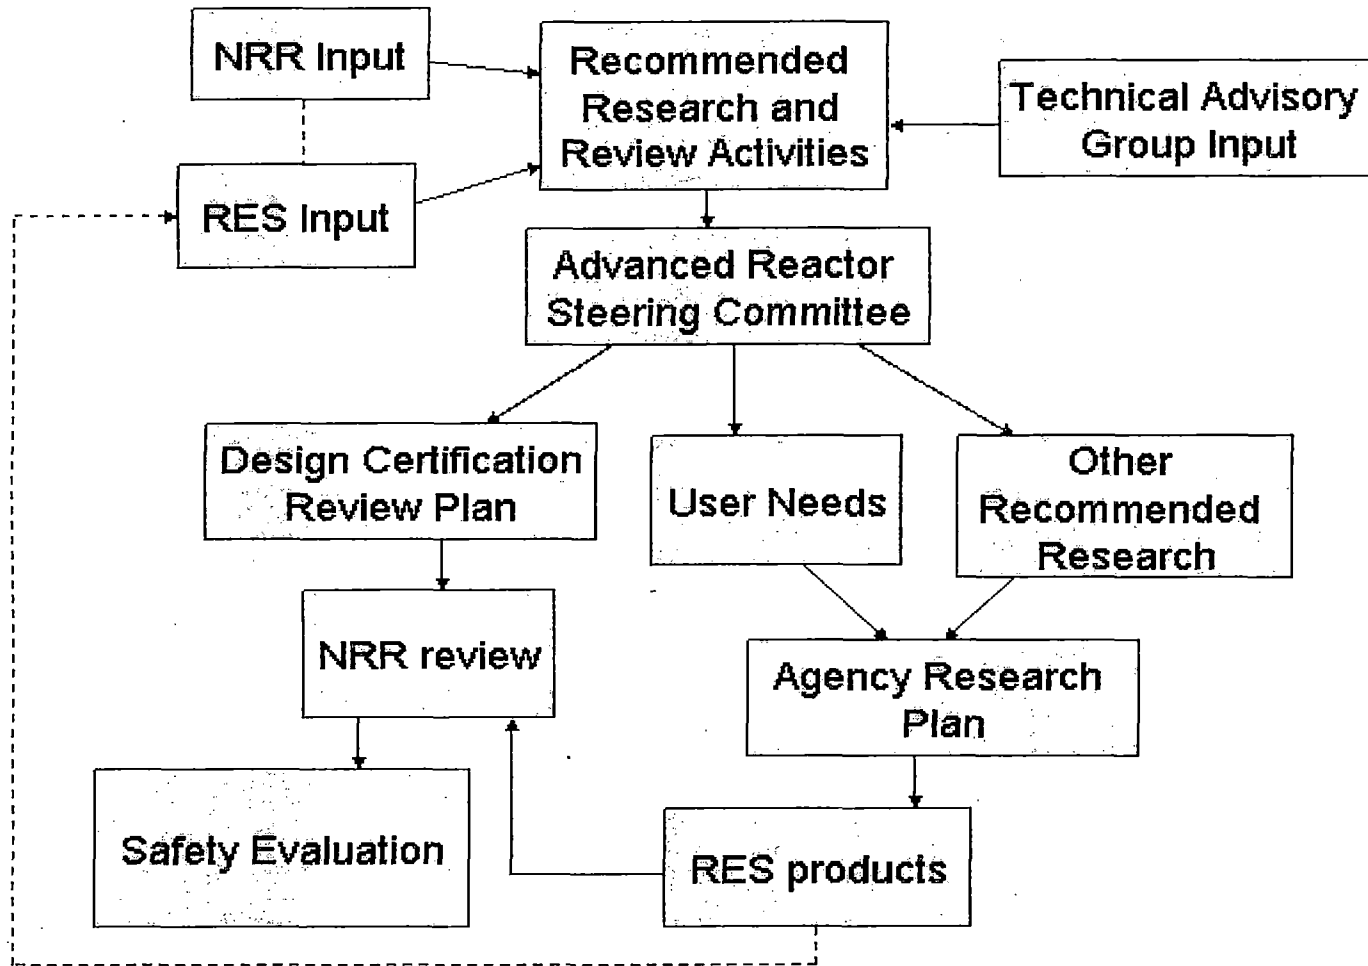 NRR Input
Recommended
Research and
Review Activities
Technical Advisory
Group Input
RES Input
Advanced Reactor
Steering Committee
Design Certification
Review Plan
User Needs
Other
Recommended
Research
NRR review
Agency Research
Plan
Safety Evaluation
RES products